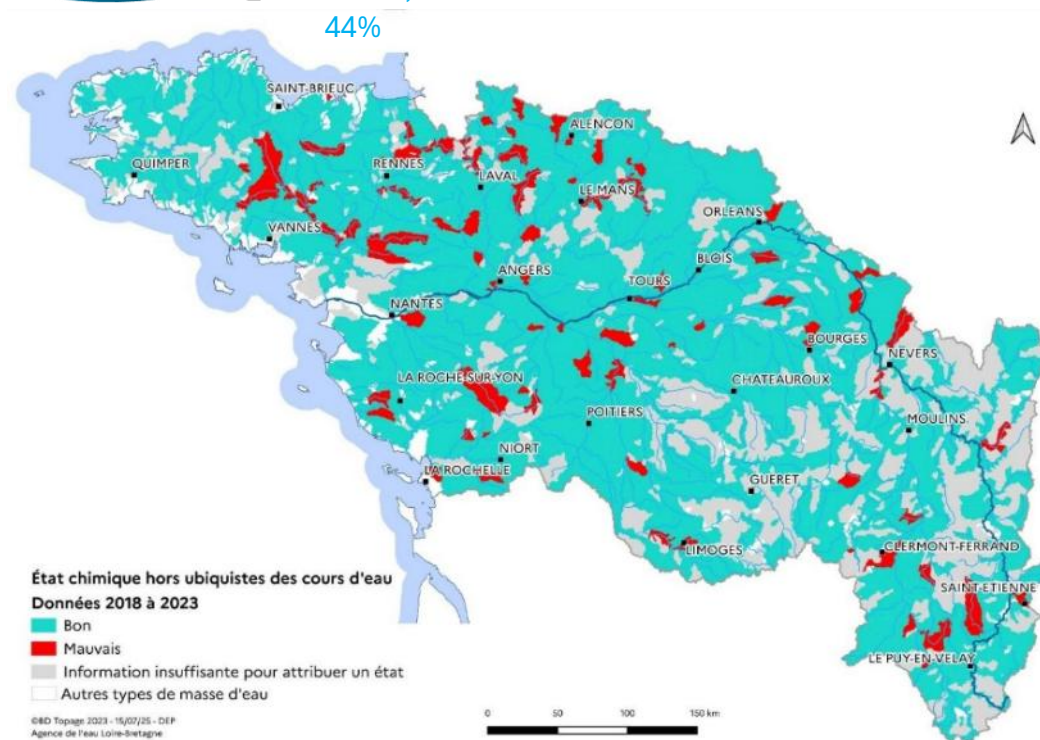 44%
SAINT-BRIEUC
ALENCON
QUIMPER
RENNES
LAVAL
LE MANS
ORLEANS
VANNES
BLOIS
ANGERS
TOURS
NANTES
BOURGES
NEVERS
LA ROCHE-SUR-YON
CHATEAUROUX
POITIERS
MOULINS
NIORT
LA ROCHELLE
GUERET
LIMOGES
CLERMONT-FERRAND
SAINT-ETIENNE
LE PUY-EN-VELAY
État chimique hors ubiquistes des cours d'eau
Données 2018 à 2023
Bon
Mauvais
Information insuffisante pour attribuer un état
Autres types de masse d'eau
©BD Topage 2023 - 15/07/25 - DEP
Agence de l'eau Loire-Bretagne
0 50 100 150 km